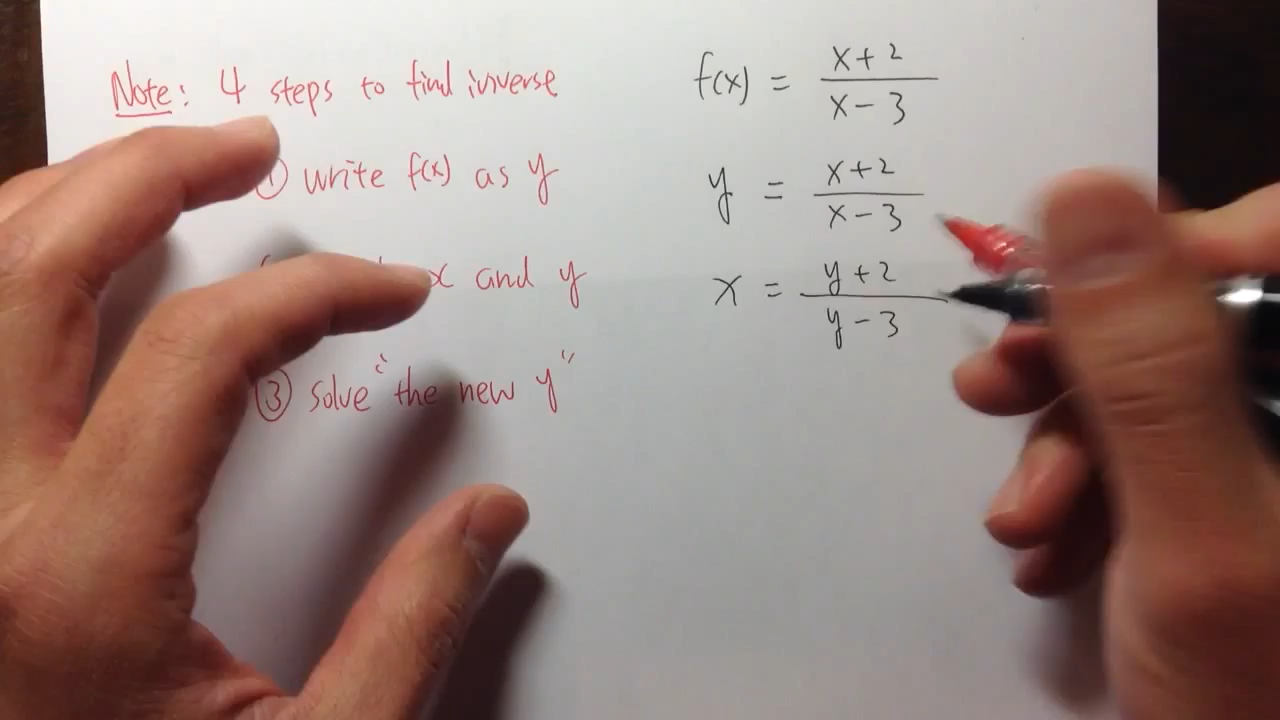 Note: 4 steps to find inverse
① write f(x) as y
x and y
③ solve "the new y"
f(x) = x+2 / x-3
y = x+2 / x-3
x = y+2 / y-3